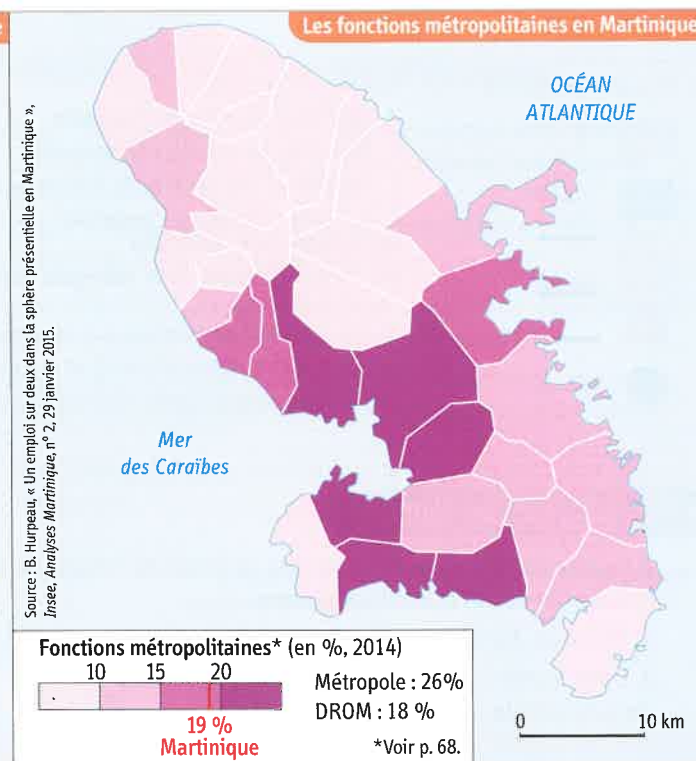 Les fonctions métropolitaines en Martinique
OCÉAN
ATLANTIQUE
Source : B. Hurpeau, « Un emploi sur deux dans la sphère présentielle en Martinique »,
Insee, Analyses Martinique, n° 2, 29 janvier 2015.
Mer
des Caraïbes
Fonctions métropolitaines* (en %, 2014)
10 15 20
19 %
Martinique
Métropole : 26%
DROM : 18 %
*Voir p. 68.
0 10 km